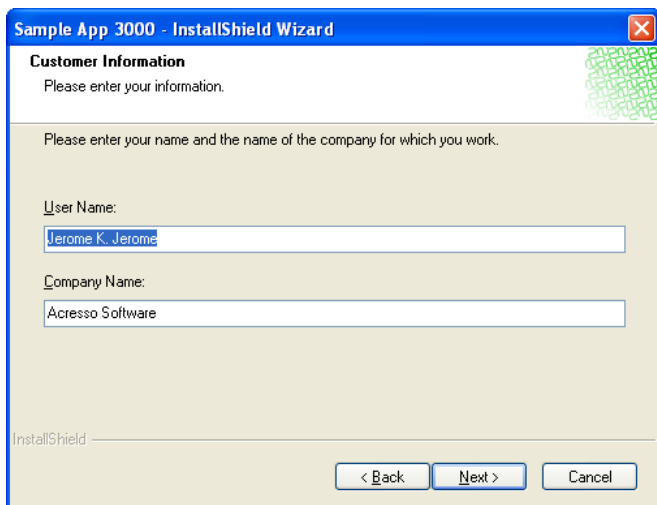 Sample App 3000 - InstallShield Wizard
Customer Information
Please enter your information.
Please enter your name and the name of the company for which you work.
User Name:
Jerome K. Jerome
Company Name:
Acresso Software
InstallShield
< Back Next > Cancel